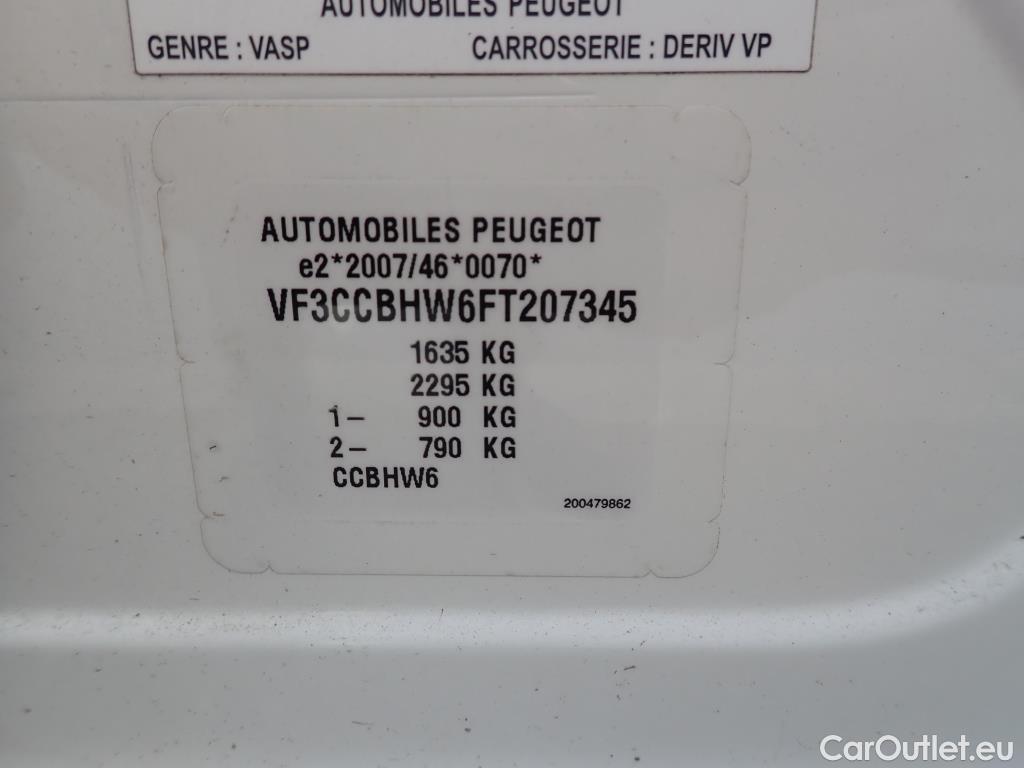 AUTOMOBILES PEUGEOT
GENRE : VASP CARROSSERIE : DERIV VP
AUTOMOBILES PEUGEOT
e2*2007/46*0070*
VF3CCBHW6FT207345
1635 KG
2295 KG
1– 900 KG
2– 790 KG
CCBHW6
200479862
CarOutlet.eu